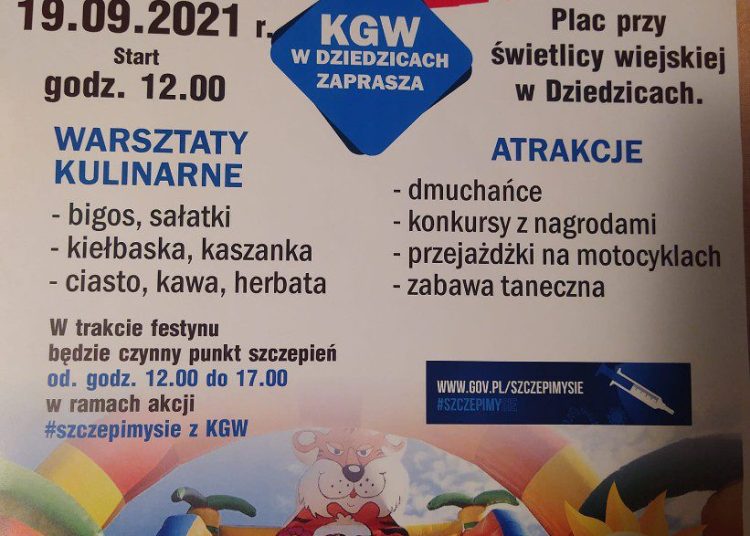 19.09.2021 r.
Start
godz. 12.00
KGW
W DZIEDZICACH
ZAPRASZA
Plac przy
świetlicy wiejskiej
w Dziedzicach.
WARSZTATY
KULINARNE
- bigos, sałatki
- kiełbaska, kaszanka
- ciasto, kawa, herbata
ATRAKCJE
- dmuchańce
- konkursy z nagrodami
- przejażdżki na motocyklach
- zabawa taneczna
W trakcie festynu
będzie czynny punkt szczepień
od. godz. 12.00 do 17.00
w ramach akcji
#szczepimysie z KGW
WWW.GOV.PL/SZCZEPIMYSIE
#SZCZEPIMYSIE